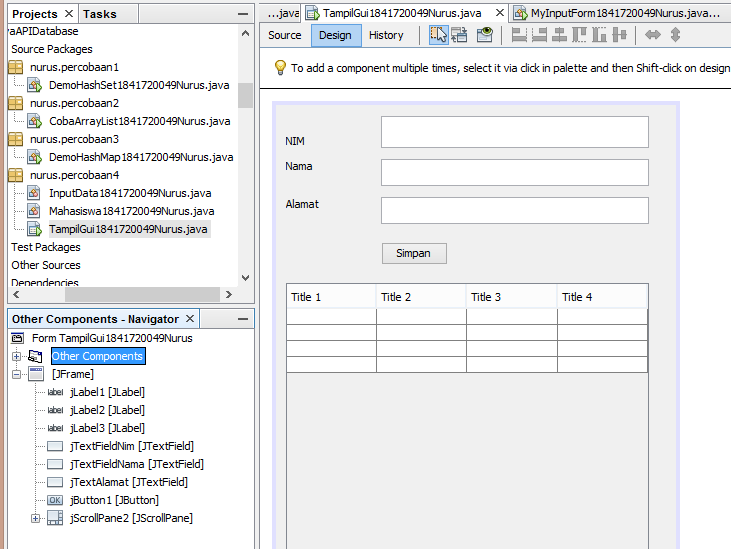 Projects × Tasks
vaAPIDatabase
Source Packages
nurus.percobaan1
DemoHashSet1841720049Nurus.java
nurus.percobaan2
CobaArrayList1841720049Nurus.java
nurus.percobaan3
DemoHashMap1841720049Nurus.java
nurus.percobaan4
InputData1841720049Nurus.java
Mahasiswa1841720049Nurus.java
TampilGui1841720049Nurus.java
Test Packages
Other Sources
Dependencies
Other Components - Navigator ×
Form TampilGui1841720049Nurus
Other Components
[JFrame]
label jLabel1 [JLabel]
label jLabel2 [JLabel]
label jLabel3 [JLabel]
jTextFieldNim [JTextField]
jTextFieldNama [JTextField]
jTextAlamat [JTextField]
OK jButton1 [JButton]
jScrollPane2 [JScrollPane]
...java TampilGui1841720049Nurus.java × MyInputForm1841720049Nurus.java...
Source Design History
To add a component multiple times, select it via click in palette and then Shift-click on design
NIM
Nama
Alamat
Simpan
Title 1 Title 2 Title 3 Title 4